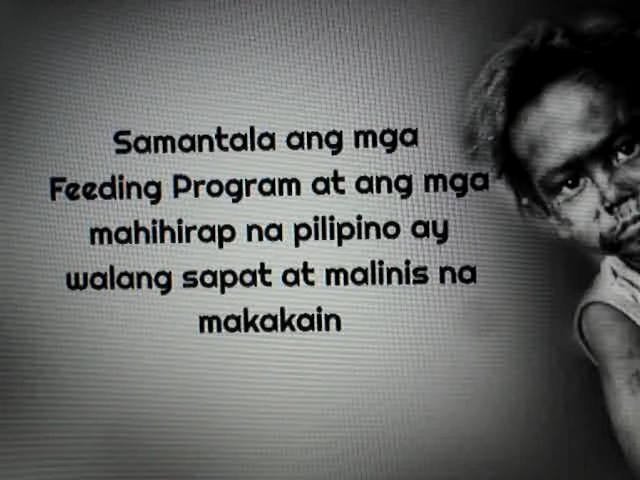 Samantala ang mga
Feeding Program at ang mga
mahihirap na pilipino ay
walang sapat at malinis na
makakain